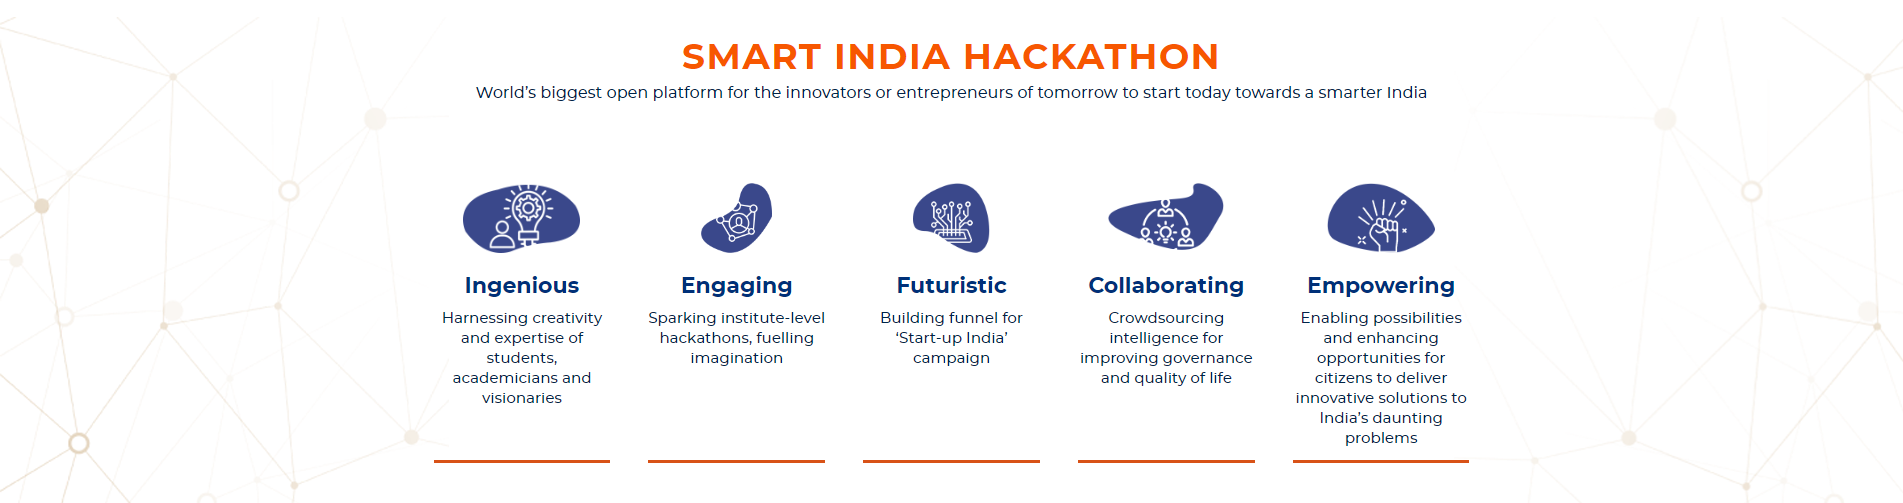 SMART INDIA HACKATHON
World’s biggest open platform for the innovators or entrepreneurs of tomorrow to start today towards a smarter India
Ingenious
Harnessing creativity
and expertise of
students,
academicians and
visionaries
Engaging
Sparking institute-level
hackathons, fuelling
imagination
Futuristic
Building funnel for
‘Start-up India’
campaign
Collaborating
Crowdsourcing
intelligence for
improving governance
and quality of life
Empowering
Enabling possibilities
and enhancing
opportunities for
citizens to deliver
innovative solutions to
India’s daunting
problems